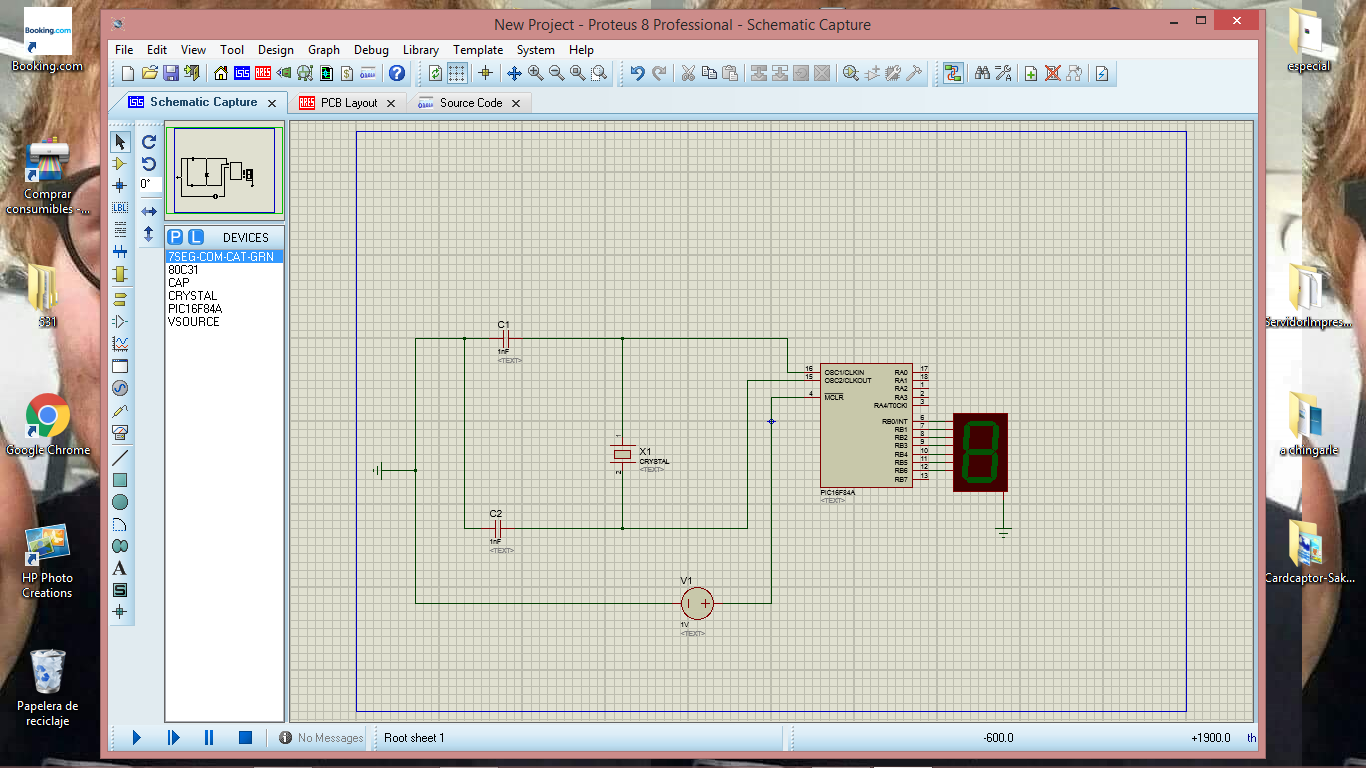 Booking.com
Booking.com
Comprar
consumibles -...
S31
Google Chrome
HP Photo
Creations
Papelera de
reciclaje
New Project - Proteus 8 Professional - Schematic Capture
File Edit View Tool Design Graph Debug Library Template System Help
Schematic Capture
PCB Layout
Source Code
0°
LBL
P L DEVICES
7SEG-COM-CAT-GRN
80C31
CAP
CRYSTAL
PIC16F84A
VSOURCE
C1
1nF
<TEXT>
X1
CRYSTAL
<TEXT>
1
2
C2
1nF
<TEXT>
V1
1V
<TEXT>
16 OSC1/CLKIN RA0 17
15 OSC2/CLKOUT RA1 18
RA2 1
4 MCLR RA3 2
RA4/T0CKI 3
RB0/INT 6
RB1 7
RB2 8
RB3 9
RB4 10
RB5 11
RB6 12
RB7 13
PIC16F84A
<TEXT>
No Messages
Root sheet 1
-600.0
+1900.0
th
especial
ServidorImpres...
a chingarle
Cardcaptor-Sak...